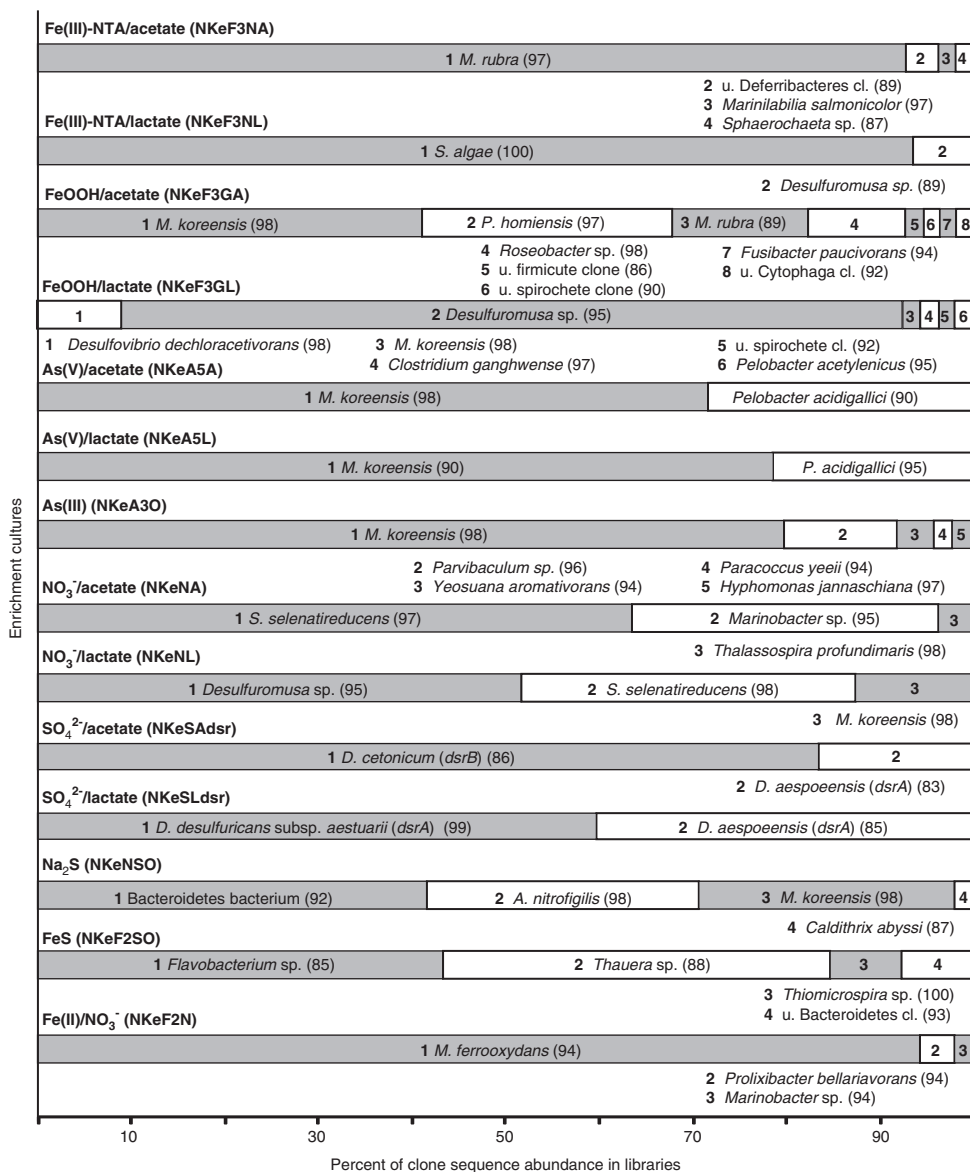 Fe(III)-NTA/acetate (NKeF3NA)
1 M. rubra (97) 2 3 4
2 u. Deferribacteres cl. (89)
3 Marinilabilia salmonicolor (97)
4 Sphaerochaeta sp. (87)
Fe(III)-NTA/lactate (NKeF3NL)
1 S. algae (100) 2
2 Desulfuromusa sp. (89)
FeOOH/acetate (NKeF3GA)
1 M. koreensis (98) 2 P. homiensis (97) 3 M. rubra (89) 4 5 6 7 8
4 Roseobacter sp. (98) 7 Fusibacter paucivorans (94)
5 u. firmicute clone (86) 8 u. Cytophaga cl. (92)
6 u. spirochete clone (90)
FeOOH/lactate (NKeF3GL)
1 2 Desulfuromusa sp. (95) 3 4 5 6
1 Desulfovibrio dechloracetivorans (98) 3 M. koreensis (98) 5 u. spirochete cl. (92)
4 Clostridium ganghwense (97) 6 Pelobacter acetylenicus (95)
As(V)/acetate (NKeA5A)
1 M. koreensis (98) Pelobacter acidigallici (90)
As(V)/lactate (NKeA5L)
1 M. koreensis (90) P. acidigallici (95)
As(III) (NKeA3O)
1 M. koreensis (98) 2 3 4 5
2 Parvibaculum sp. (96) 4 Paracoccus yeeii (94)
3 Yeosuana aromativorans (94) 5 Hyphomonas jannaschiana (97)
NO3-/acetate (NKeNA)
1 S. selenatireducens (97) 2 Marinobacter sp. (95) 3
3 Thalassospira profundimaris (98)
NO3-/lactate (NKeNL)
1 Desulfuromusa sp. (95) 2 S. selenatireducens (98) 3
3 M. koreensis (98)
SO42-/acetate (NKeSAdsr)
1 D. cetonicum (dsrB) (86) 2
2 D. aespoeensis (dsrA) (83)
SO42-/lactate (NKeSLdsr)
1 D. desulfuricans subsp. aestuarii (dsrA) (99) 2 D. aespoeensis (dsrA) (85)
Na2S (NKeNSO)
1 Bacteroidetes bacterium (92) 2 A. nitrofigilis (98) 3 M. koreensis (98) 4
4 Caldithrix abyssi (87)
FeS (NKeF2SO)
1 Flavobacterium sp. (85) 2 Thauera sp. (88) 3 4
3 Thiomicrospira sp. (100)
4 u. Bacteroidetes cl. (93)
Fe(II)/NO3- (NKeF2N)
1 M. ferrooxydans (94) 2 3
2 Prolixibacter bellariavorans (94)
3 Marinobacter sp. (94)
10 30 50 70 90
Percent of clone sequence abundance in libraries
Enrichment cultures